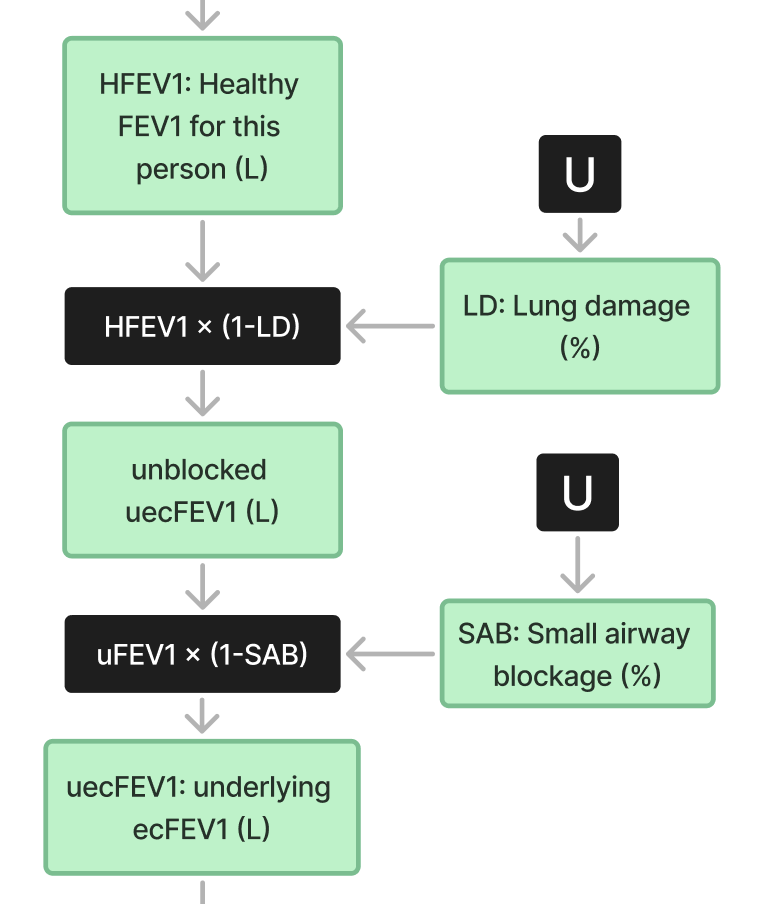 HFEV1: Healthy
FEV1 for this
person (L)
U
HFEV1 × (1-LD)
LD: Lung damage
(%)
unblocked
uecFEV1 (L)
U
uFEV1 × (1-SAB)
SAB: Small airway
blockage (%)
uecFEV1: underlying
ecFEV1 (L)